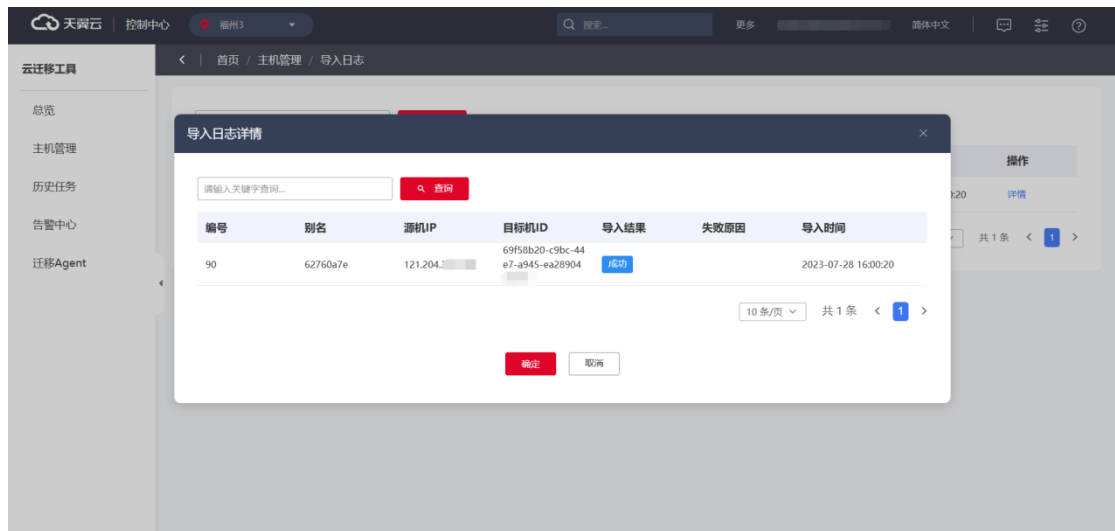 天翼云 控制中心 福州3 搜索... 更多 简体中文
云迁移工具
首页 / 主机管理 / 导入日志
总览
主机管理
历史任务
告警中心
迁移Agent
导入日志详情
请输入关键字查询... 查询
编号 别名 源机IP 目标机ID 导入结果 失败原因 导入时间
90 62760a7e 121.204. 69f58b20-c9bc-44 成功 2023-07-28 16:00:20
e7-a945-ea28904
10 条/页 共 1 条 1
确定 取消
操作
:20 详情
共 1 条 1